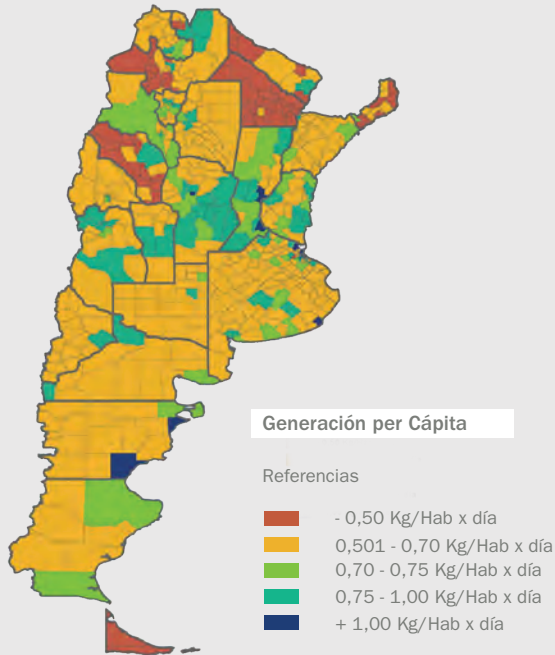 Generación per Cápita
Referencias
- 0,50 Kg/Hab x día
0,501 - 0,70 Kg/Hab x día
0,70 - 0,75 Kg/Hab x día
0,75 - 1,00 Kg/Hab x día
+ 1,00 Kg/Hab x día